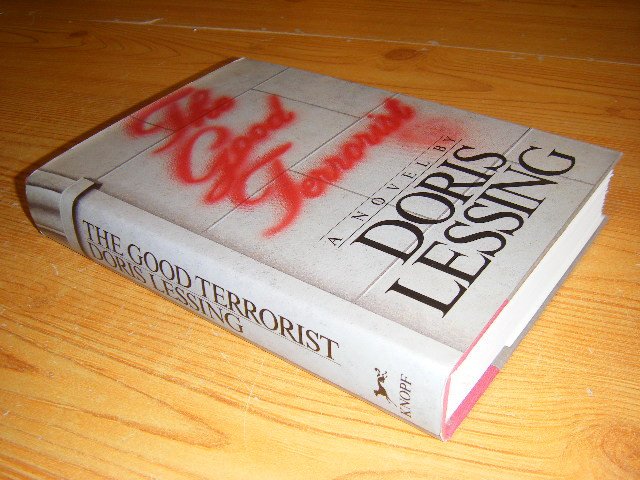 The
Good
Terrorist
A NOVEL BY
DORIS
LESSING
THE GOOD TERRORIST
DORIS LESSING
KNOPF